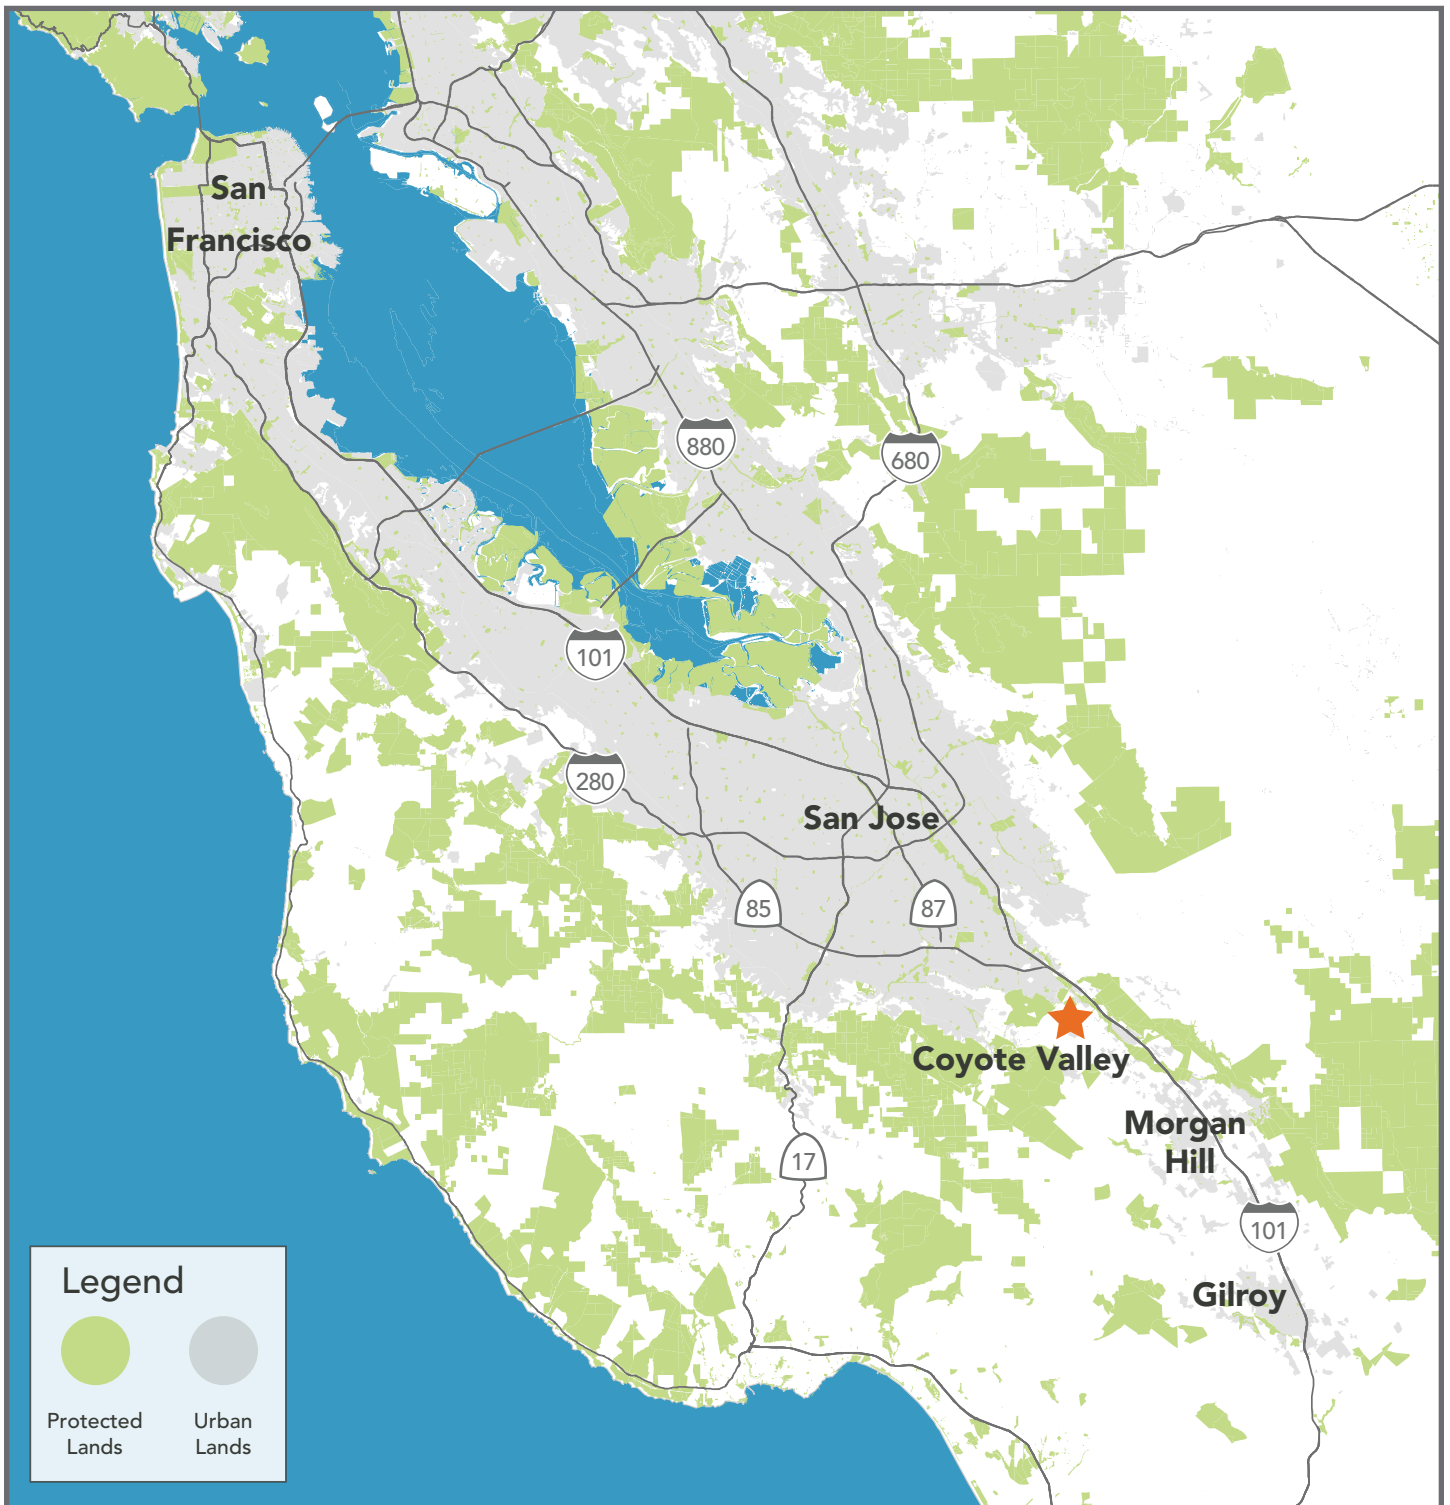 San
Francisco
880
680
101
280
San Jose
85
87
Coyote Valley
Morgan
Hill
17
101
Gilroy
Legend
Protected
Lands
Urban
Lands